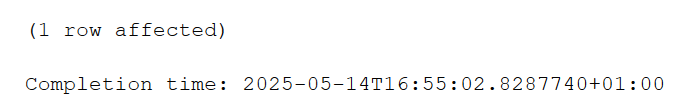 (1 row affected)
Completion time: 2025-05-14T16:55:02.8287740+01:00